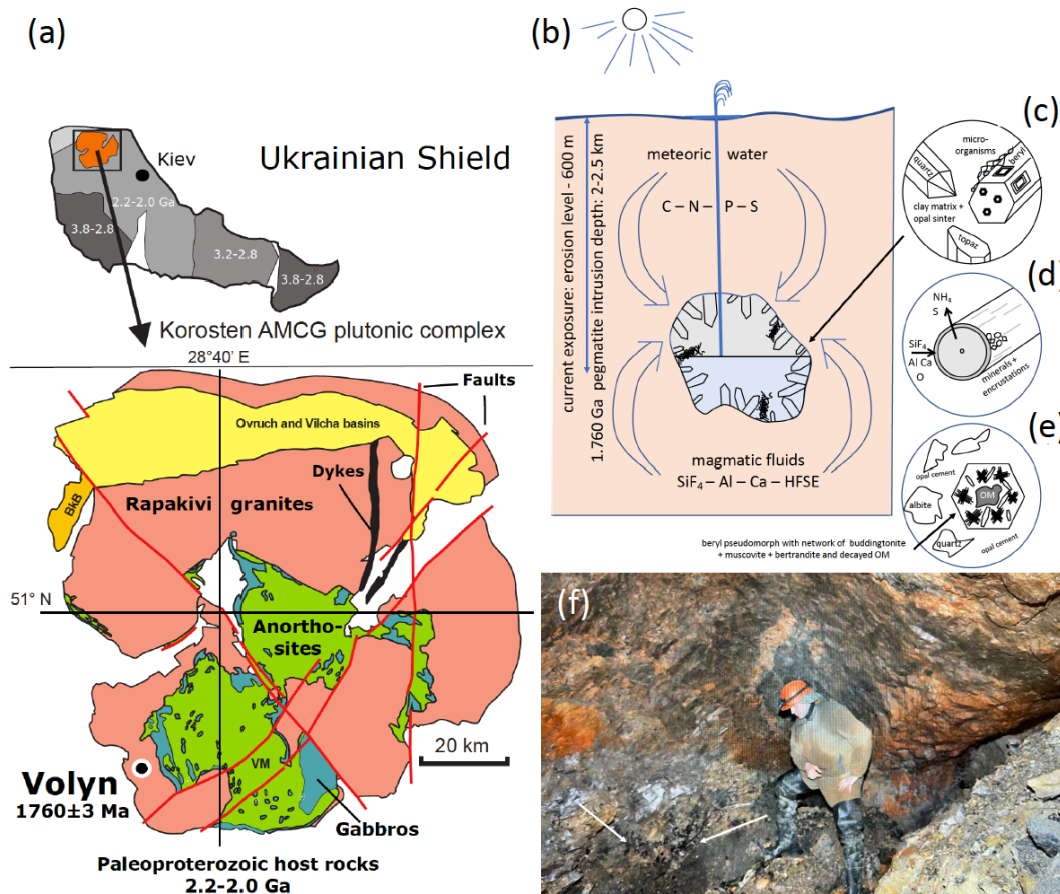 (a)
Kiev
Ukrainian Shield
2.2-2.0 Ga
3.8-2.8
3.2-2.8
3.8-2.8
Korosten AMCG plutonic complex
28°40' E
Faults
Ovruch and Vilcha basins
Dykes
BkB
Rapakivi granites
51° N
Anortho-
sites
20 km
VM
Volyn
1760±3 Ma
Gabbros
Paleoproterozoic host rocks
2.2-2.0 Ga
(b)
current exposure: erosion level - 600 m
1.760 Ga pegmatite intrusion depth: 2-2.5 km
meteoric water
C – N – P – S
magmatic fluids
SiF4 – Al – Ca – HFSE
(c)
micro-
organisms
quartz
beryl
clay matrix +
opal sinter
topaz
(d)
NH4
S
SiF4
Al Ca
O
minerals +
encrustations
(e)
opal cement
OM
albite
quartz
opal cement
beryl pseudomorph with network of buddingtonite
+ muscovite + bertrandite and decayed OM
(f)